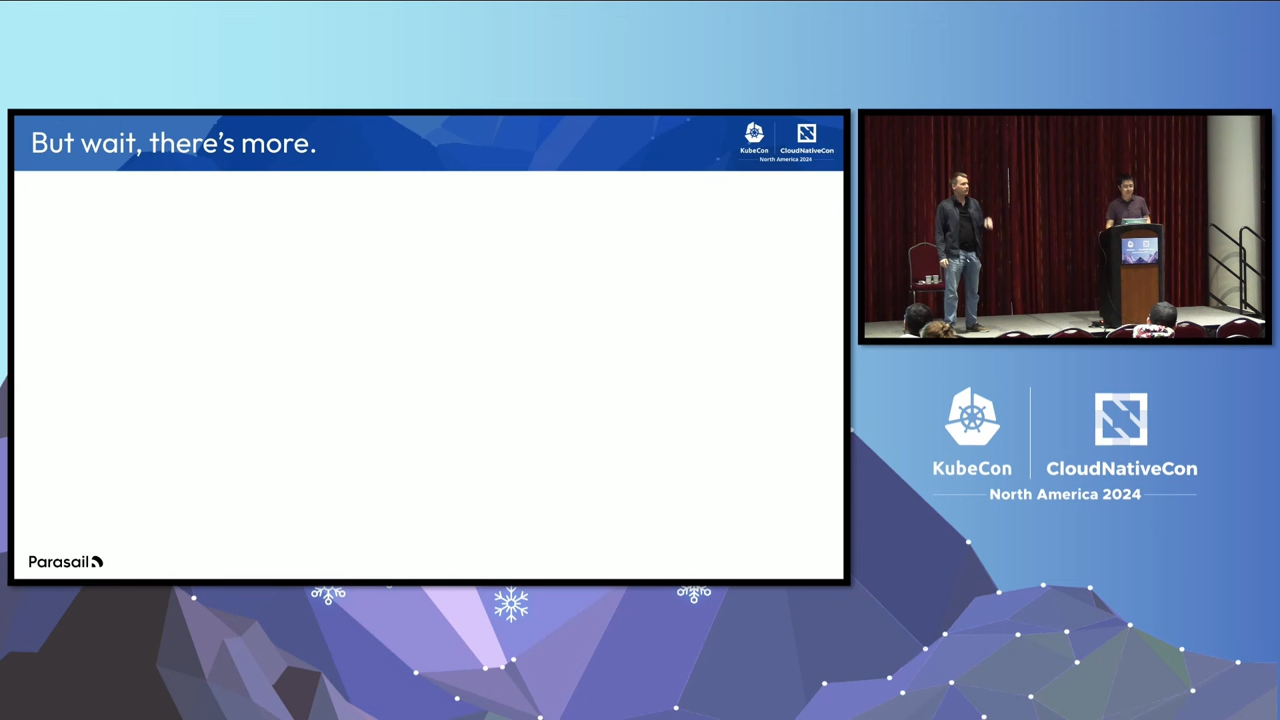 But wait, there's more.
KubeCon
CloudNativeCon
North America 2024
Parasail
KubeCon
CloudNativeCon
North America 2024